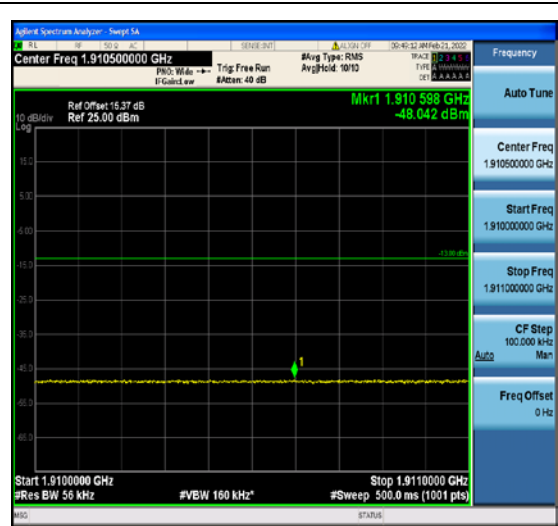 Agilent Spectrum Analyzer - Swept SA
RL RF 50 Ω AC SENSE:INT ALIGN OFF 09:49:12 AM Feb 21, 2022
Center Freq 1.910500000 GHz
PNO: Wide Trig: Free Run
IFGain:Low #Atten: 40 dB
#Avg Type: RMS
Avg|Hold: 10/10
TRACE 1 2 3 4 5 6
TYPE
DET A A A A A A
Mkr1 1.910 598 GHz
-48.042 dBm
Ref Offset 15.37 dB
10 dB/div Ref 25.00 dBm
Log
15.0
5.00
-5.00
-13.00 dBm
-15.0
-25.0
-35.0
-45.0
1
-55.0
-65.0
Start 1.9100000 GHz Stop 1.9110000 GHz
#Res BW 56 kHz #VBW 160 kHz* #Sweep 500.0 ms (1001 pts)
MSG STATUS
Frequency
Auto Tune
Center Freq
1.910500000 GHz
Start Freq
1.910000000 GHz
Stop Freq
1.911000000 GHz
CF Step
100.000 kHz
Auto Man
Freq Offset
0 Hz